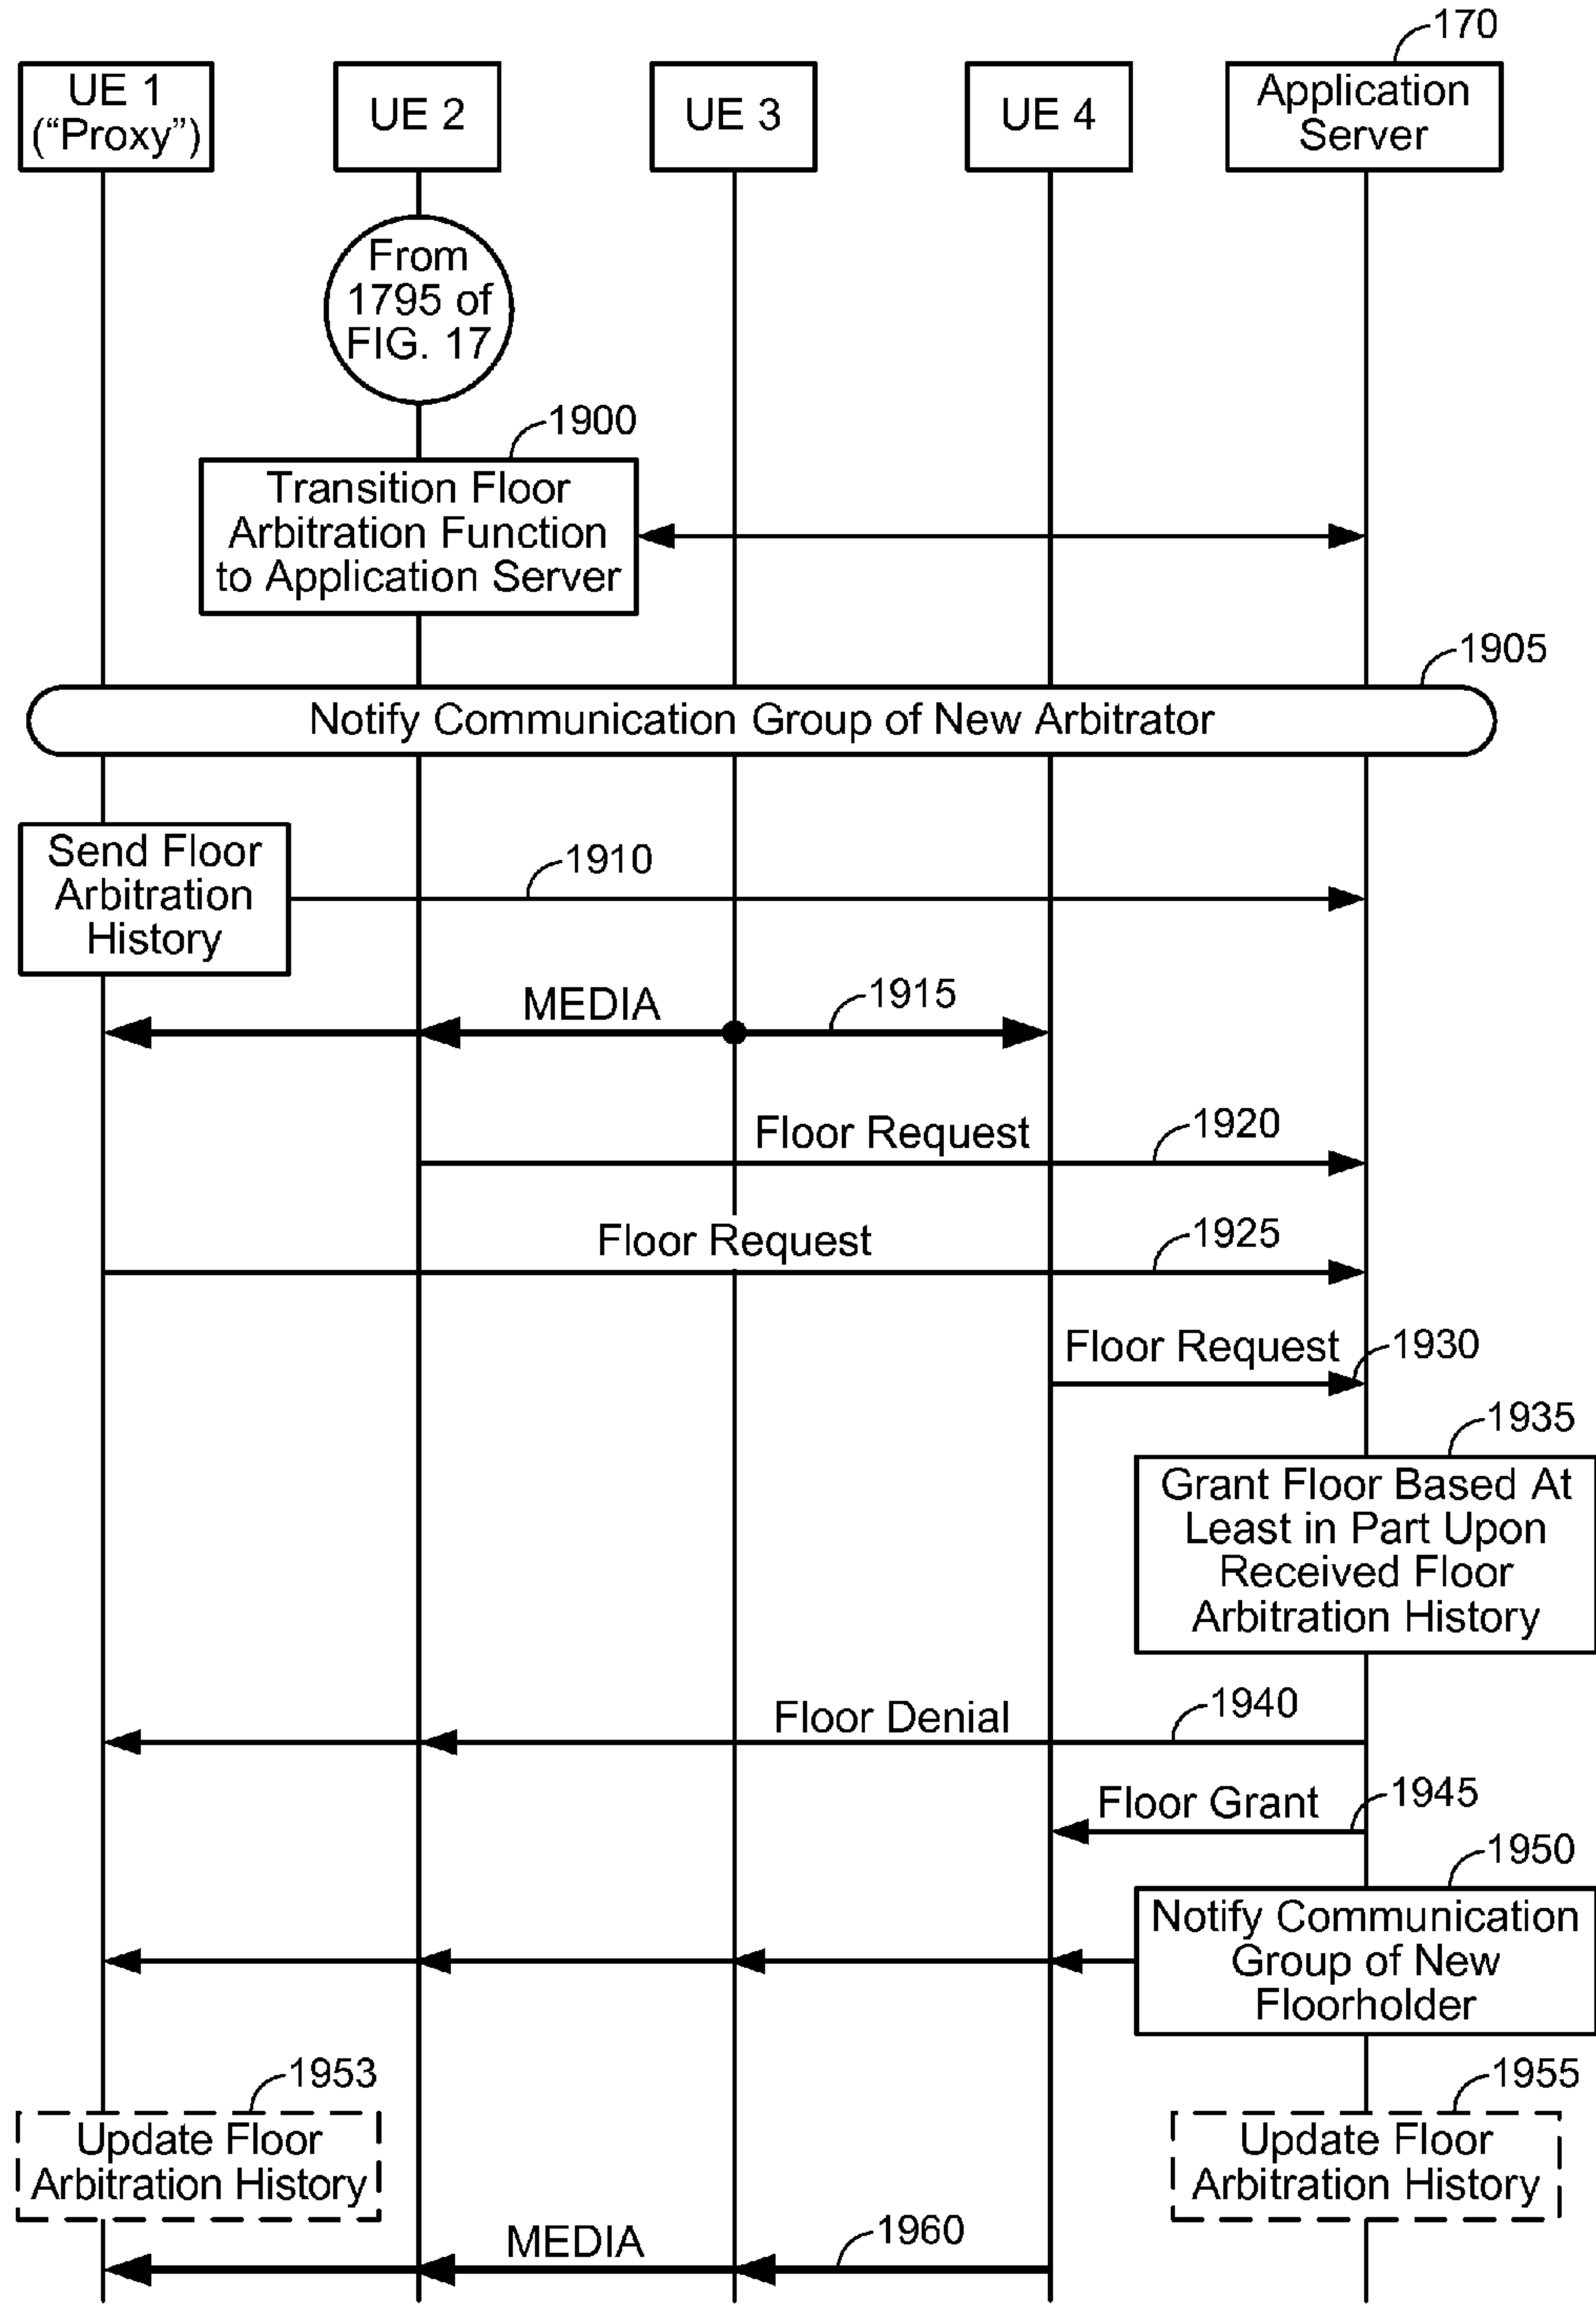 170
UE 1
("Proxy")
UE 2
UE 3
UE 4
Application
Server
From
1795 of
FIG. 17
1900
Transition Floor
Arbitration Function
to Application Server
1905
Notify Communication Group of New Arbitrator
Send Floor
Arbitration
History
1910
MEDIA
1915
Floor Request
1920
Floor Request
1925
Floor Request
1930
1935
Grant Floor Based At
Least in Part Upon
Received Floor
Arbitration History
Floor Denial
1940
Floor Grant
1945
1950
Notify Communication
Group of New
Floorholder
1953
Update Floor
Arbitration History
1955
Update Floor
Arbitration History
MEDIA
1960